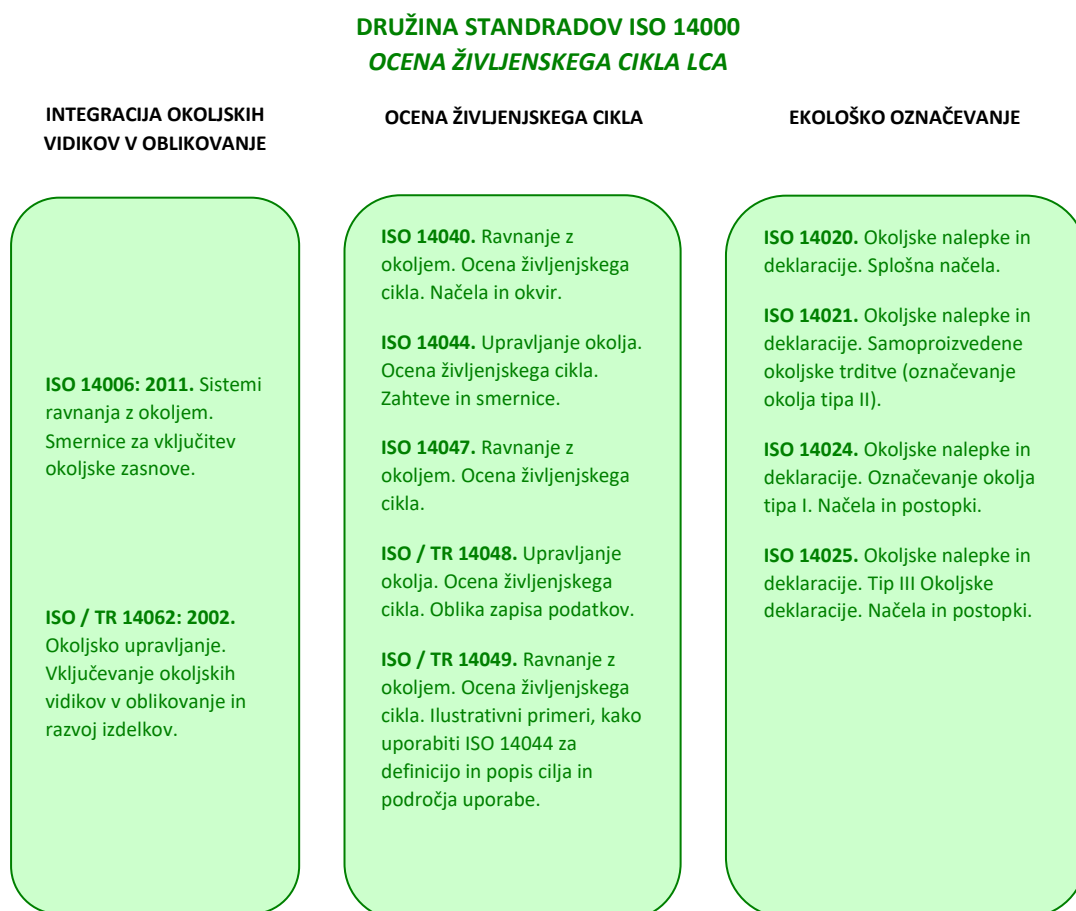 DRUŽINA STANDRADOV ISO 14000
OCENA ŽIVLJENSKEGA CIKLA LCA
INTEGRACIJA OKOLJSKIH
VIDIKOV V OBLIKOVANJE
ISO 14006: 2011. Sistemi
ravnanja z okoljem.
Smernice za vključitev
okoljske zasnove.
ISO / TR 14062: 2002.
Okoljsko upravljanje.
Vključevanje okoljskih
vidikov v oblikovanje in
razvoj izdelkov.
OCENA ŽIVLJENJSKEGA CIKLA
ISO 14040. Ravnanje z
okoljem. Ocena življenjskega
cikla. Načela in okvir.
ISO 14044. Upravljanje okolja.
Ocena življenjskega cikla.
Zahteve in smernice.
ISO 14047. Ravnanje z
okoljem. Ocena življenjskega
cikla.
ISO / TR 14048. Upravljanje
okolja. Ocena življenjskega
cikla. Oblika zapisa podatkov.
ISO / TR 14049. Ravnanje z
okoljem. Ocena življenjskega
cikla. Ilustrativni primeri, kako
uporabiti ISO 14044 za
definicijo in popis cilja in
področja uporabe.
EKOLOŠKO OZNAČEVANJE
ISO 14020. Okoljske nalepke in
deklaracije. Splošna načela.
ISO 14021. Okoljske nalepke in
deklaracije. Samoproizvedene
okoljske trditve (označevanje
okolja tipa II).
ISO 14024. Okoljske nalepke in
deklaracije. Označevanje okolja
tipa I. Načela in postopki.
ISO 14025. Okoljske nalepke in
deklaracije. Tip III Okoljske
deklaracije. Načela in postopki.